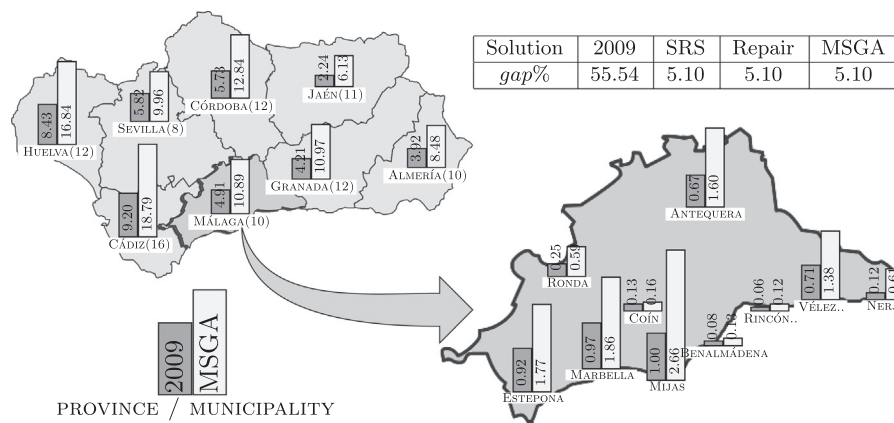 Solution 2009 SRS Repair MSGA
gap% 55.54 5.10 5.10 5.10
5.73 12.84
CÓRDOBA(12)
2.24 6.13
JAÉN(11)
5.82 9.96
SEVILLA(8)
8.43 16.84
HUELVA(12)
4.21 10.97
GRANADA(12)
3.92 8.48
ALMERÍA(10)
4.91 10.89
MÁLAGA(10)
9.20 18.79
CÁDIZ(16)
2009 MSGA
PROVINCE / MUNICIPALITY
0.67 1.60
ANTEQUERA
0.25 0.59
RONDA
0.13 0.16
COÍN
0.06 0.12
RINCÓN..
0.71 1.38
VÉLEZ..
0.12
NER
0.08
BENALMÁDENA
0.92 1.77
ESTEPONA
0.97 1.86
MARBELLA
1.00 2.66
MIJAS